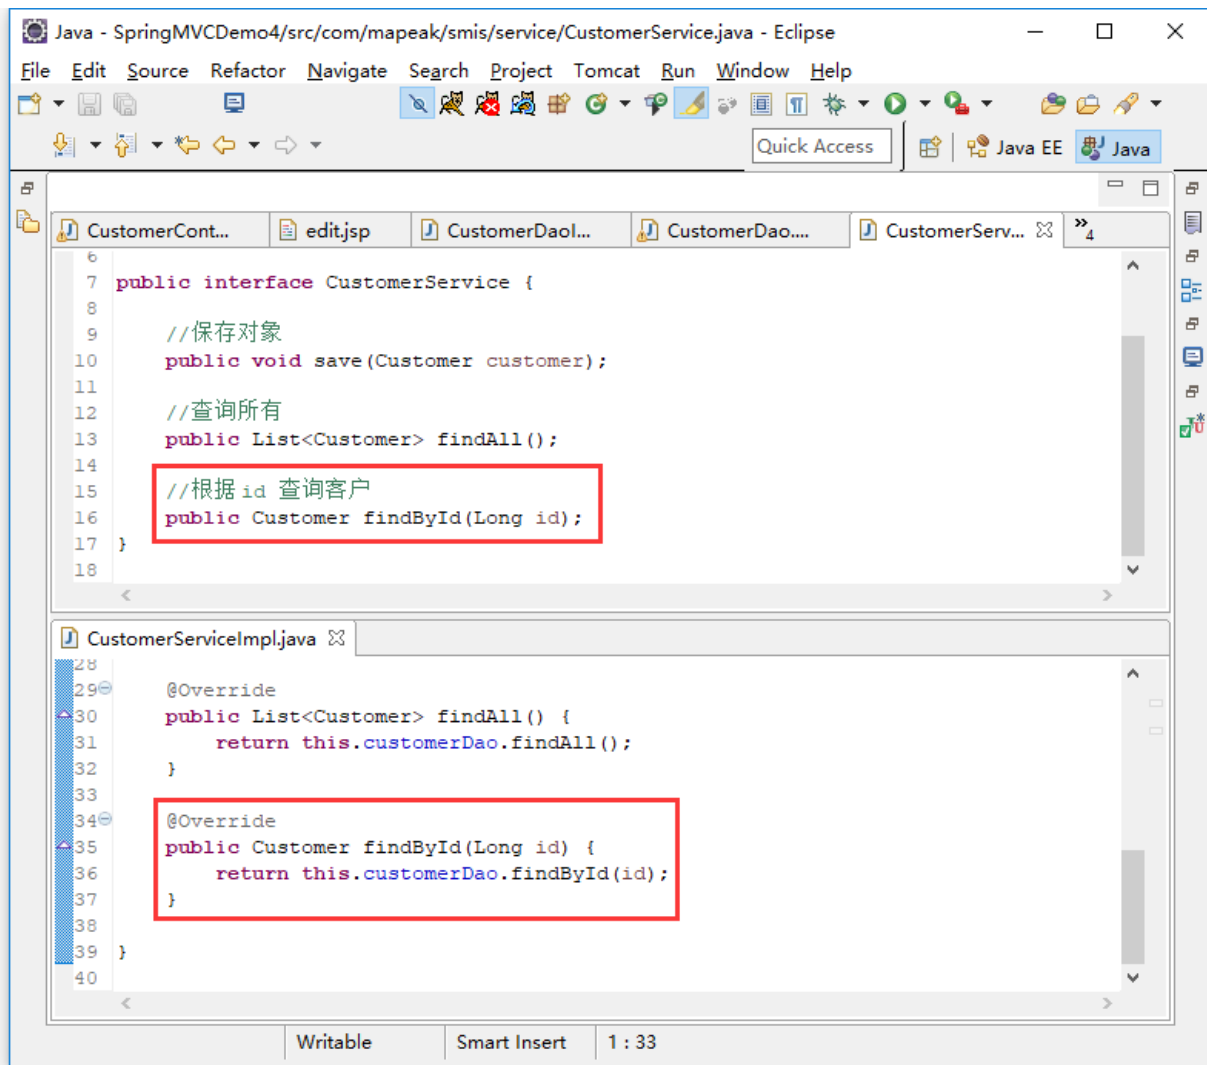 Java - SpringMVCDemo4/src/com/mapeak/smis/service/CustomerService.java - Eclipse
File Edit Source Refactor Navigate Search Project Tomcat Run Window Help
Quick Access Java EE Java
CustomerCont... edit.jsp CustomerDaoI... CustomerDao.... CustomerServ... »4
6
7 public interface CustomerService {
8
9 //保存对象
10 public void save(Customer customer);
11
12 //查询所有
13 public List<Customer> findAll();
14
15 //根据id 查询客户
16 public Customer findById(Long id);
17 }
18
CustomerServiceImpl.java
28
29 @Override
30 public List<Customer> findAll() {
31 return this.customerDao.findAll();
32 }
33
34 @Override
35 public Customer findById(Long id) {
36 return this.customerDao.findById(id);
37 }
38
39 }
40
Writable Smart Insert 1 : 33